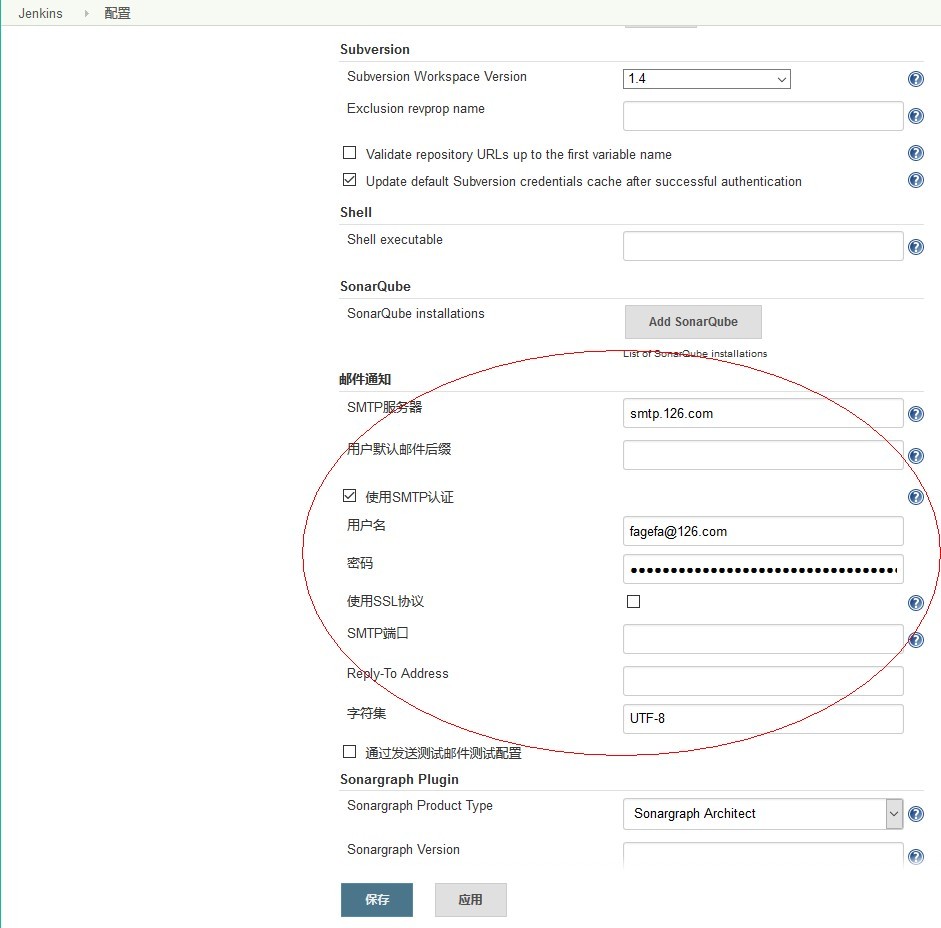 Jenkins 配置
Subversion
Subversion Workspace Version 1.4
Exclusion revprop name
Validate repository URLs up to the first variable name
Update default Subversion credentials cache after successful authentication
Shell
Shell executable
SonarQube
SonarQube installations Add SonarQube
List of SonarQube installations
邮件通知
SMTP服务器 smtp.126.com
用户默认邮件后缀
使用SMTP认证
用户名 fagefa@126.com
密码
使用SSL协议
SMTP端口
Reply-To Address
字符集 UTF-8
通过发送测试邮件测试配置
Sonargraph Plugin
Sonargraph Product Type Sonargraph Architect
Sonargraph Version
保存 应用